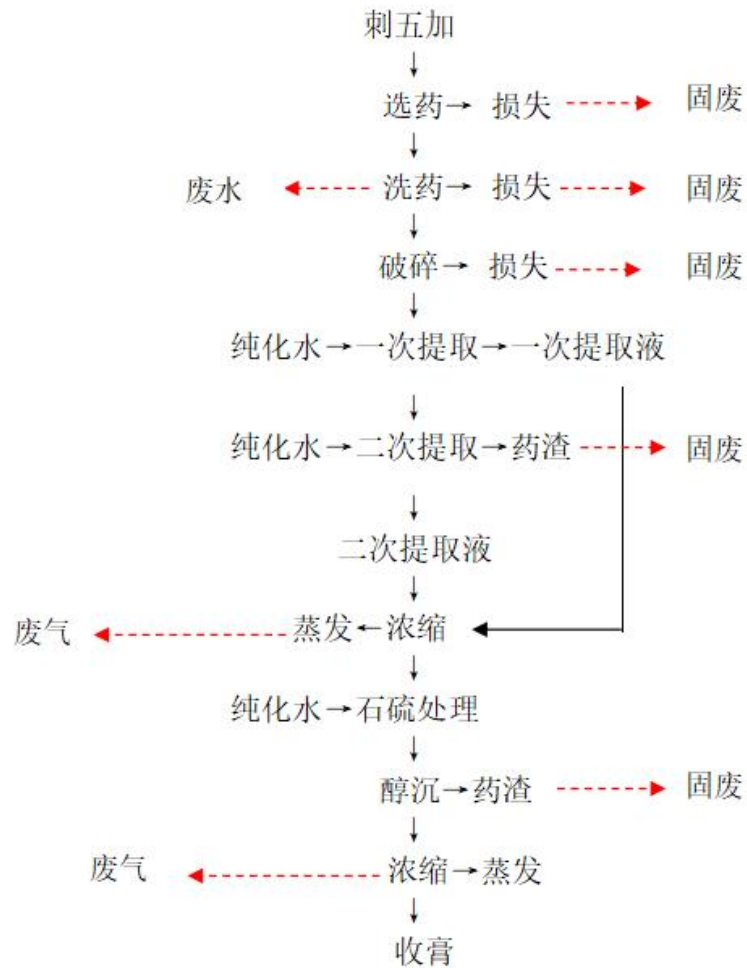 刺五加
↓
选药→ 损失 固废
↓
废水 洗药→ 损失 固废
↓
破碎→ 损失 固废
↓
纯化水→一次提取→一次提取液
↓
纯化水→二次提取→药渣 固废
↓
二次提取液
↓
废气 蒸发←浓缩
↓
纯化水→石硫处理
↓
醇沉→药渣 固废
↓
废气 浓缩→蒸发
↓
收膏